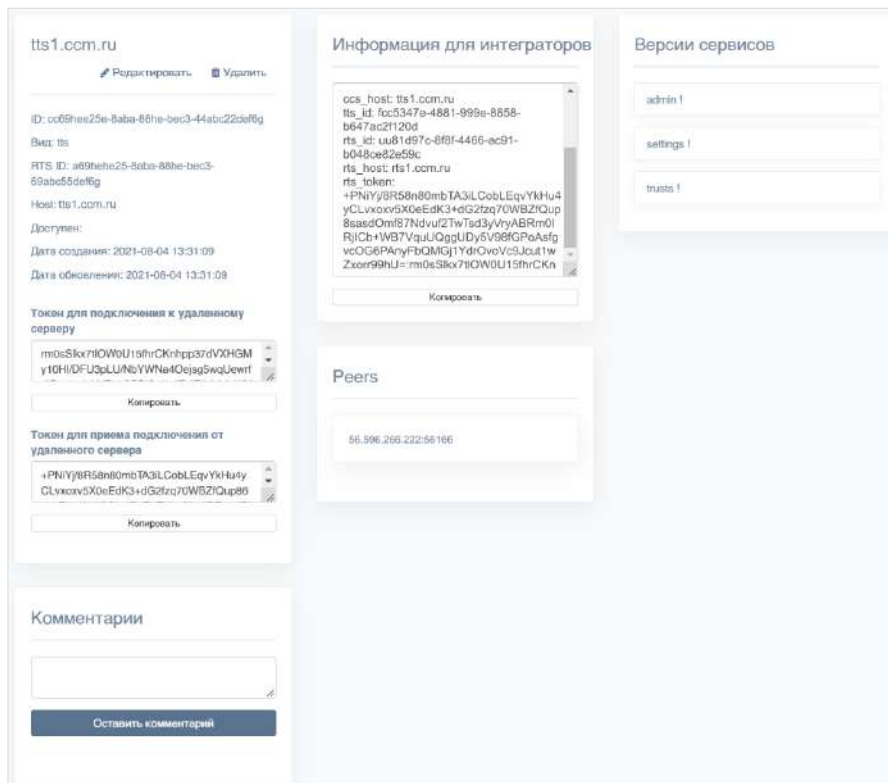 tts1.ccm.ru
Редактировать Удалить
ID: cc69hee25e-8aba-88he-bec3-44abc22def6g
Вид: tts
RTS ID: a69hehe25-8aba-88he-bec3-
69abc55def6g
Host: tts1.ccm.ru
Доступен:
Дата создания: 2021-08-04 13:31:09
Дата обновления: 2021-08-04 13:31:09
Токен для подключения к удаленному
серверу
rm0sSlkx7tlOW0U15fhrCKnhpp37dVXHGM
y10Hl/DFU3pLU/NbYWNa4Oejsg5wqUewrf
Копировать
Токен для приема подключения от
удаленного сервера
+PNiYj/8R58n80mbTA3iLCobLEqvYkHu4y
CLvxoxv5X0eEdK3+dG2fzq70WBZfQup86
Копировать
Комментарии
Оставить комментарий
Информация для интеграторов
ccs_host: tts1.ccm.ru
tts_id: fcc5347e-4881-999e-8858-
b647ac2f120d
rts_id: uu81d97c-8f8f-4466-ac91-
b048ce82e59c
rts_host: rts1.ccm.ru
rts_token:
+PNiYj/8R58n80mbTA3iLCobLEqvYkHu4
yCLvxoxv5X0eEdK3+dG2fzq70WBZfQup
8sasdOmf87Ndvuf2TwTsd3yVryABRm0l
RjlCb+WB7VquUQggUDy5V98fGPoAsfg
vcOG6PAnyFbQMGj1YdrOvoVc9Jcut1w
Zxorr99hU=:rm0sSlkx7tlOW0U15fhrCKn
Копировать
Peers
56.596.266.222:56166
Версии сервисов
admin !
settings !
trusts !